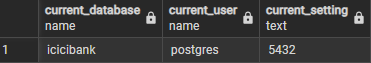 current_database current_user current_setting
name name text
1 icicibank postgres 5432